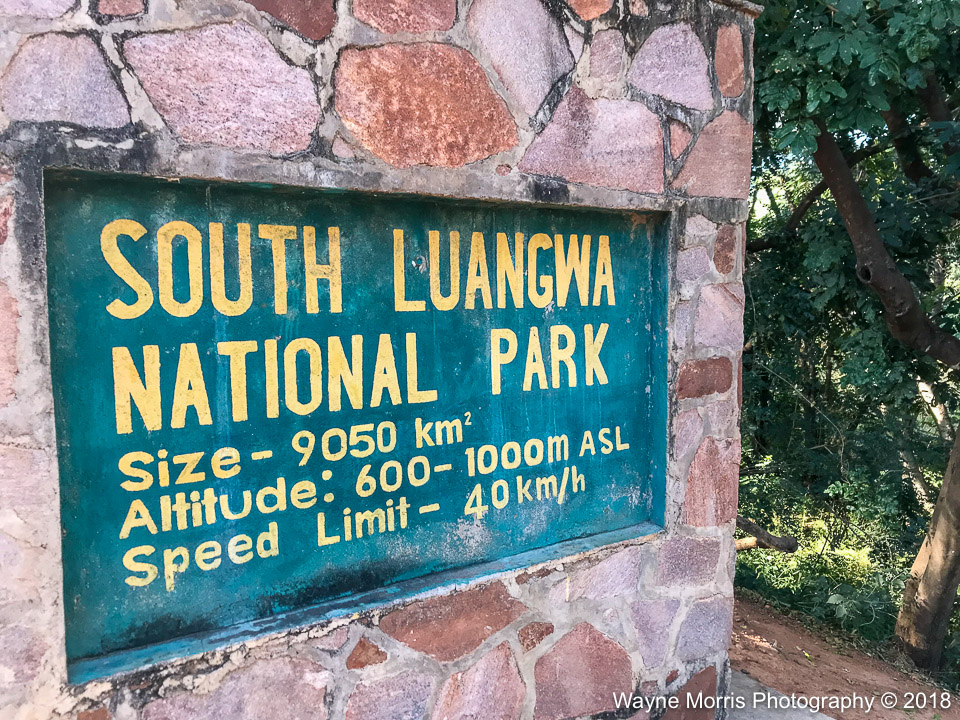 SOUTH LUANGWA
NATIONAL PARK
Size - 9050 km²
Altitude: 600-1000m ASL
Speed Limit - 40km/h
Wayne Morris Photography © 2018